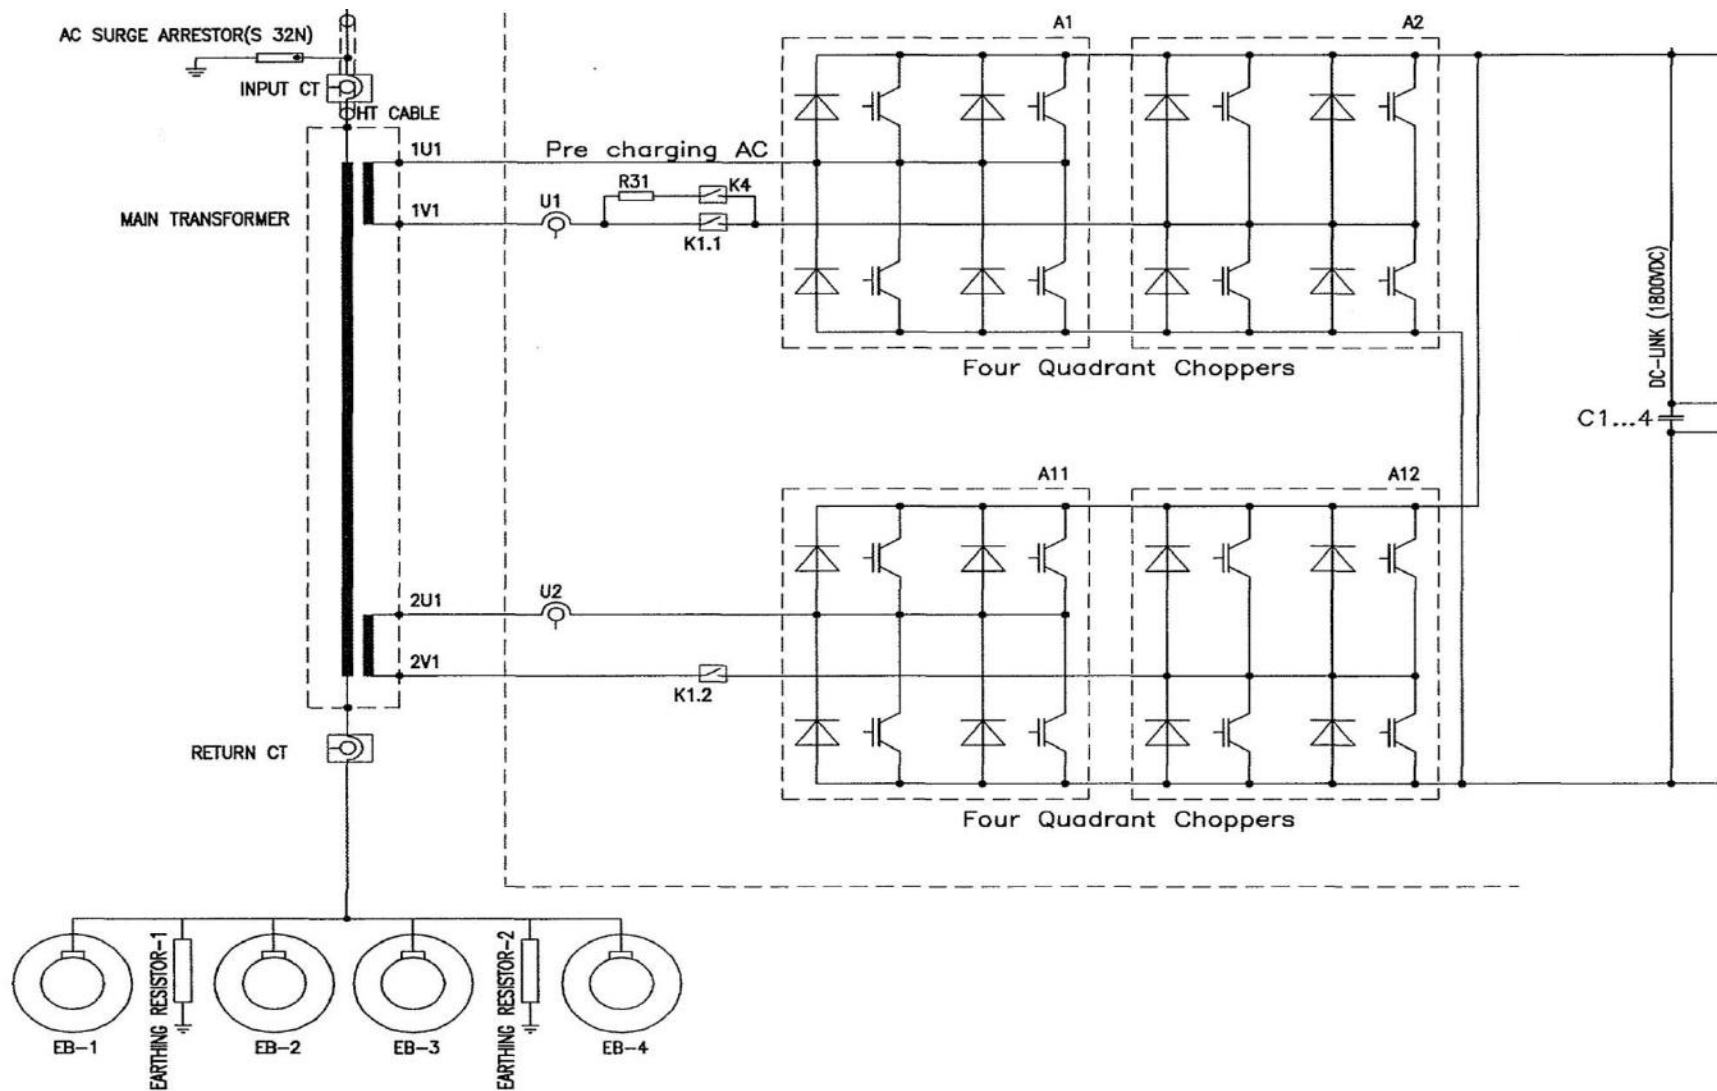 AC SURGE ARRESTOR(S 32N)
INPUT CT
HT CABLE
MAIN TRANSFORMER
1U1
1V1
Pre charging AC
U1
R31
K4
K1.1
A1
A2
Four Quadrant Choppers
DC-LINK (1800VDC)
C1...4
A11
A12
2U1
U2
2V1
K1.2
Four Quadrant Choppers
RETURN CT
EB-1
EARTHING RESISTOR-1
EB-2
EB-3
EARTHING RESISTOR-2
EB-4